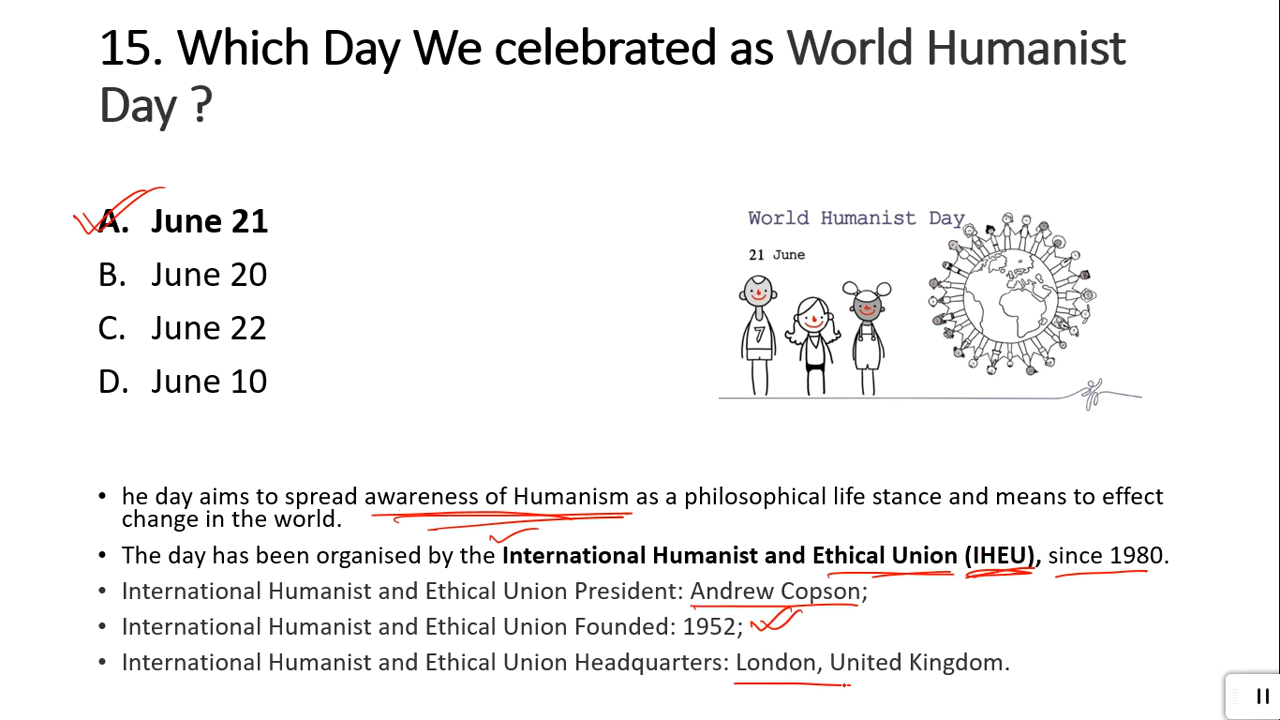 15. Which Day We celebrated as World Humanist
Day ?
A. June 21
B. June 20
C. June 22
D. June 10
World Humanist Day
21 June
7
• he day aims to spread awareness of Humanism as a philosophical life stance and means to effect
change in the world.
• The day has been organised by the International Humanist and Ethical Union (IHEU), since 1980.
• International Humanist and Ethical Union President: Andrew Copson;
• International Humanist and Ethical Union Founded: 1952;
• International Humanist and Ethical Union Headquarters: London, United Kingdom.